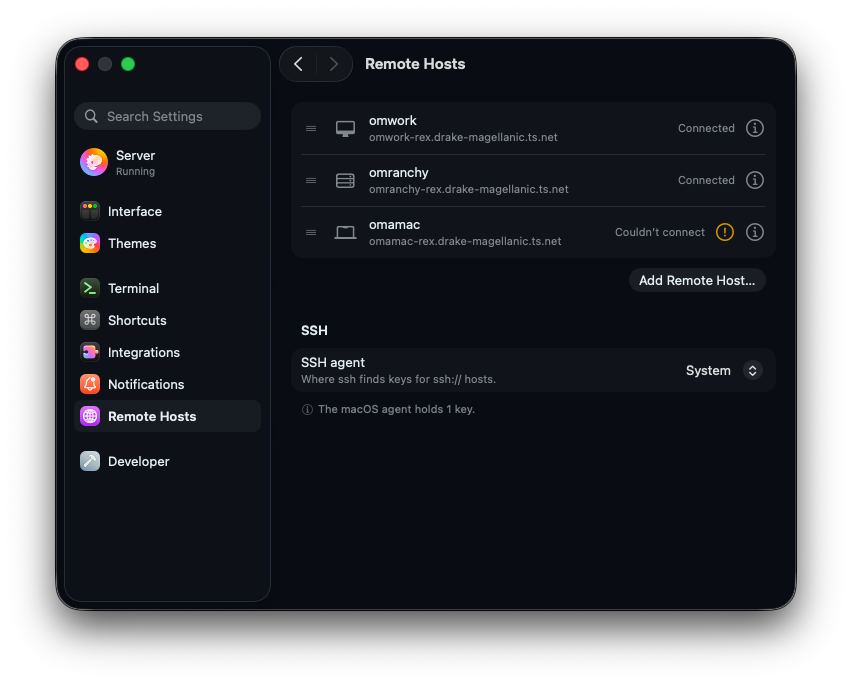 Remote Hosts
Search Settings
Server
Running
Interface
Themes
Terminal
Shortcuts
Integrations
Notifications
Remote Hosts
Developer
omwork
omwork-rex.drake-magellanic.ts.net
Connected
omranchy
omranchy-rex.drake-magellanic.ts.net
Connected
omamac
omamac-rex.drake-magellanic.ts.net
Couldn't connect
Add Remote Host...
SSH
SSH agent
Where ssh finds keys for ssh:// hosts.
System
The macOS agent holds 1 key.